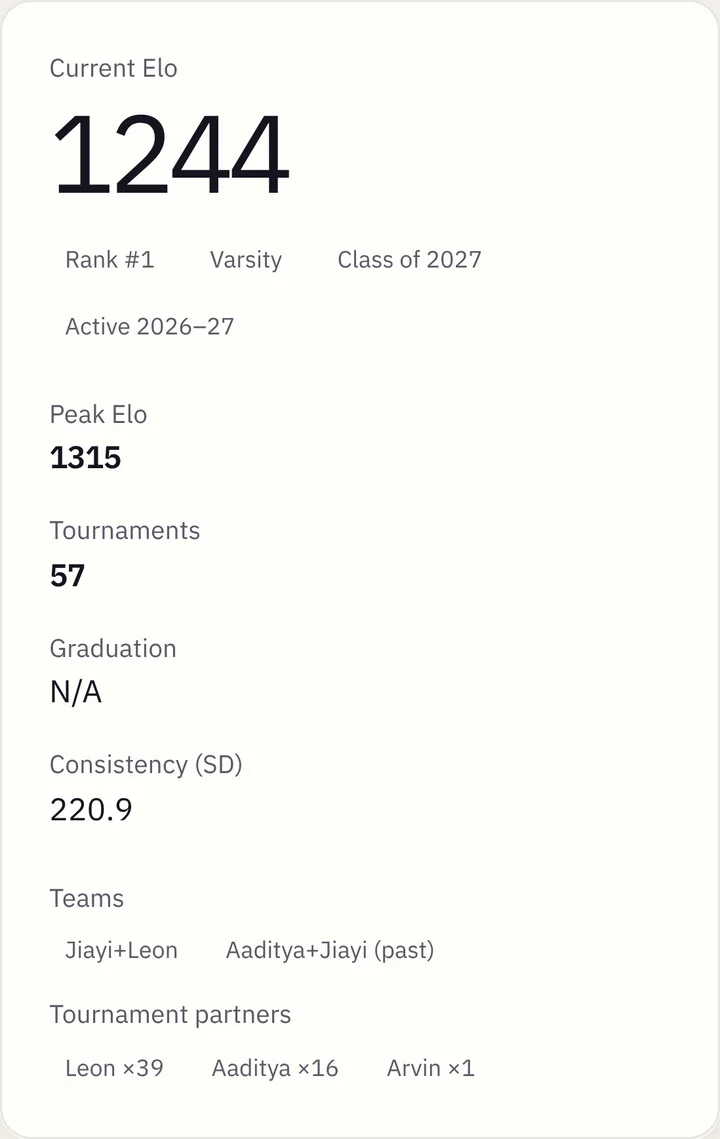 Current Elo
1244
Rank #1 Varsity Class of 2027
Active 2026–27
Peak Elo
1315
Tournaments
57
Graduation
N/A
Consistency (SD)
220.9
Teams
Jiayi+Leon Aaditya+Jiayi (past)
Tournament partners
Leon ×39 Aaditya ×16 Arvin ×1